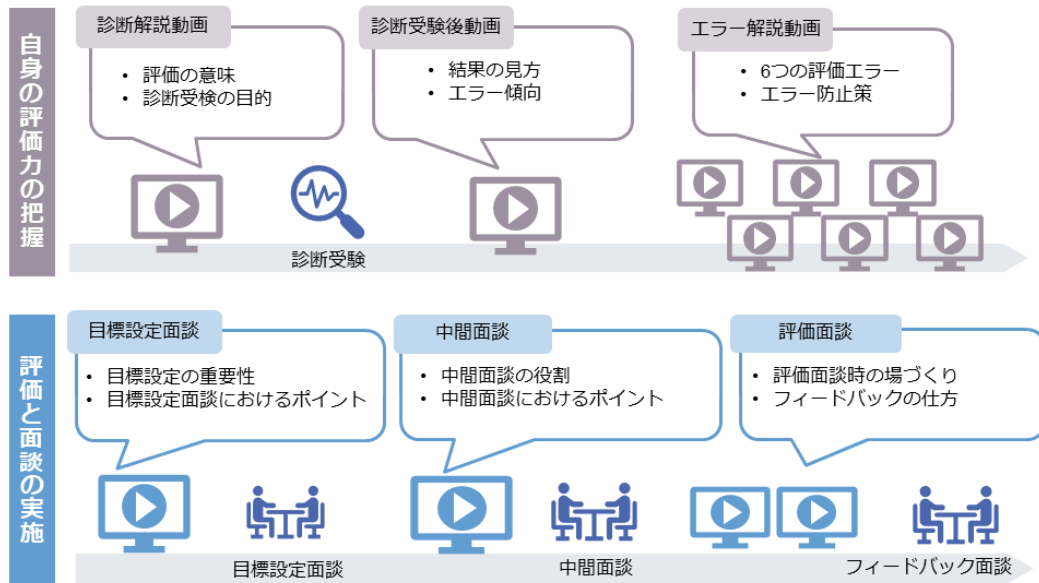 自身の評価力の把握
診断解説動画
• 評価の意味
• 診断受検の目的
診断受験後動画
• 結果の見方
• エラー傾向
エラー解説動画
• 6つの評価エラー
• エラー防止策
診断受験
評価と面談の実施
目標設定面談
• 目標設定の重要性
• 目標設定面談におけるポイント
中間面談
• 中間面談の役割
• 中間面談におけるポイント
評価面談
• 評価面談時の場づくり
• フィードバックの仕方
目標設定面談
中間面談
フィードバック面談